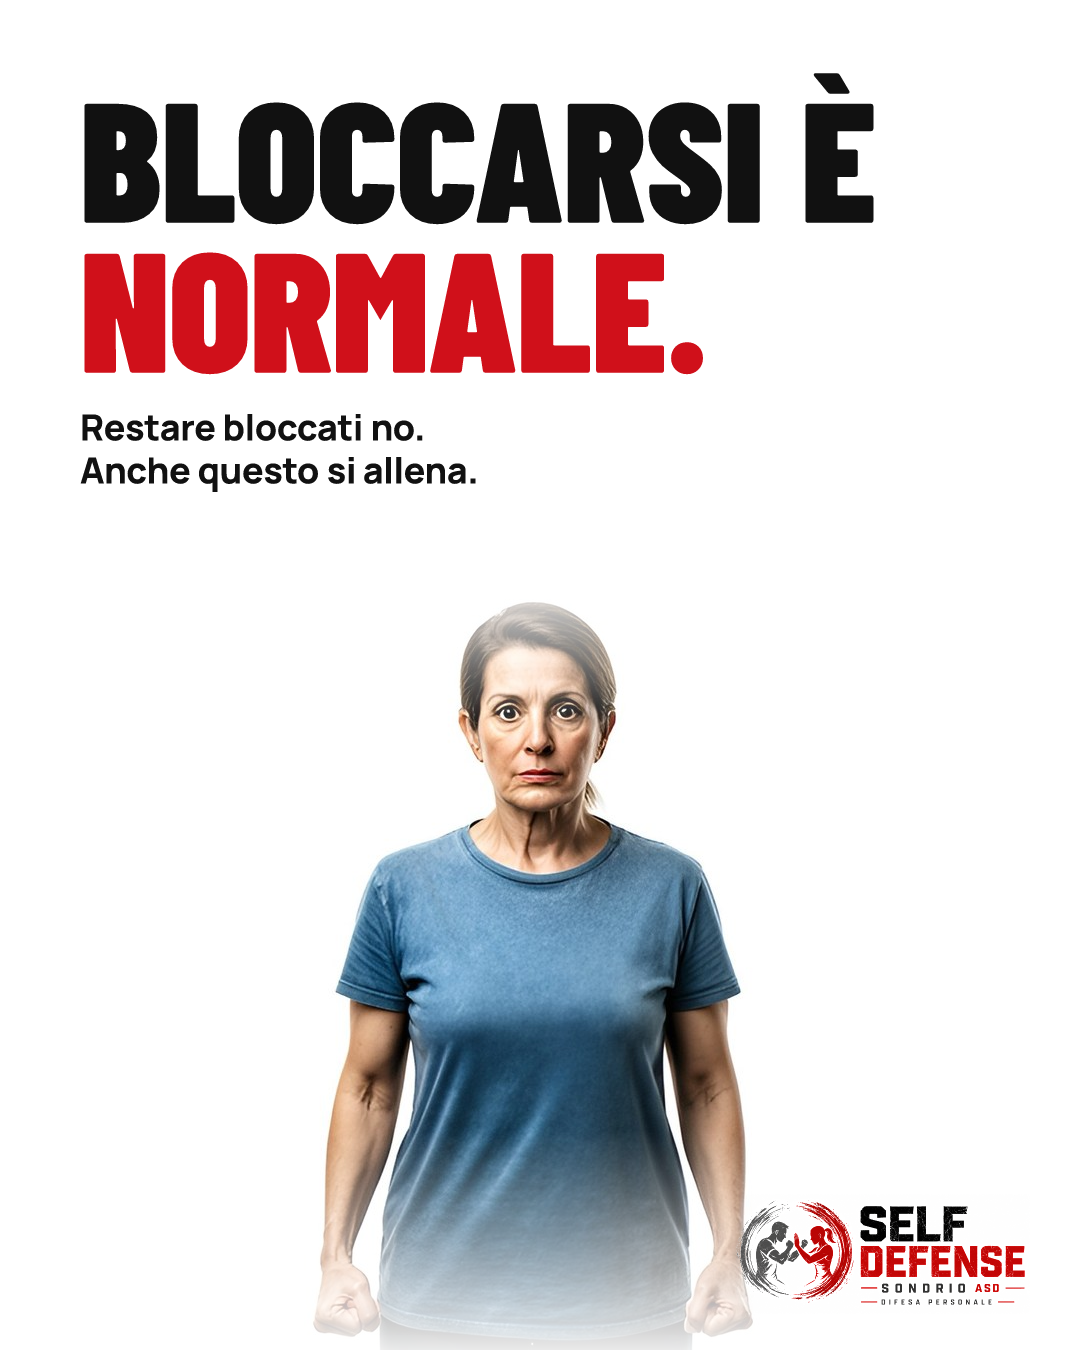 BLOCCARSI È
NORMALE.
Restare bloccati no.
Anche questo si allena.
SELF
DEFENSE
SONDRIO ASD
DIFESA PERSONALE